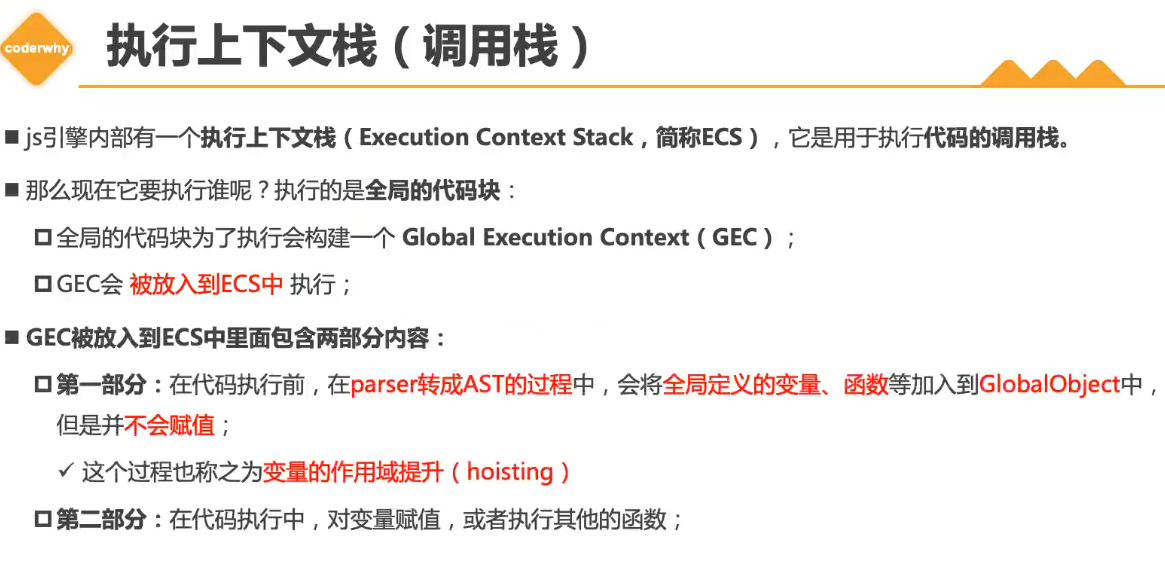 coderwhy
执行上下文栈（调用栈）
■ js引擎内部有一个执行上下文栈（Execution Context Stack，简称ECS），它是用于执行代码的调用栈。
■ 那么现在它要执行谁呢？执行的是全局的代码块：
全局的代码块为了执行会构建一个 Global Execution Context（GEC）；
GEC会 被放入到ECS中 执行；
■ GEC被放入到ECS中里面包含两部分内容：
第一部分：在代码执行前，在parser转成AST的过程中，会将全局定义的变量、函数等加入到GlobalObject中，
但是并不会赋值；
✓ 这个过程也称之为变量的作用域提升（hoisting）
第二部分：在代码执行中，对变量赋值，或者执行其他的函数；